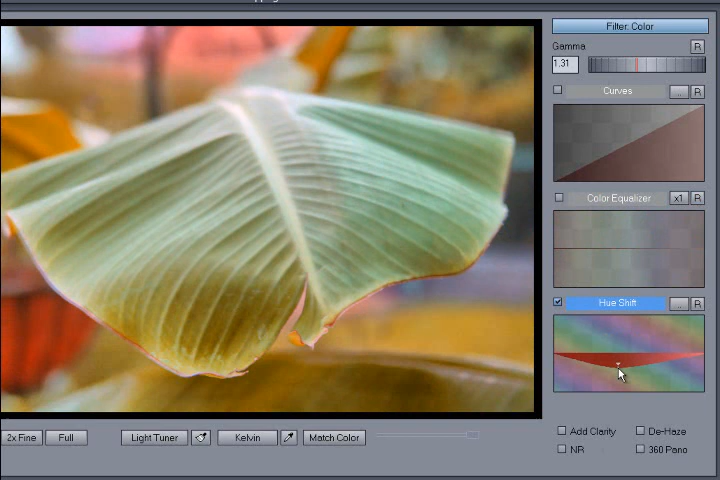 Filter: Color
Gamma
R
1.31
Curves
...
R
Color Equalizer
x1
R
Hue Shift
...
R
Add Clarity
De-Haze
NR
360 Pano
2x Fine
Full
Light Tuner
Kelvin
Match Color